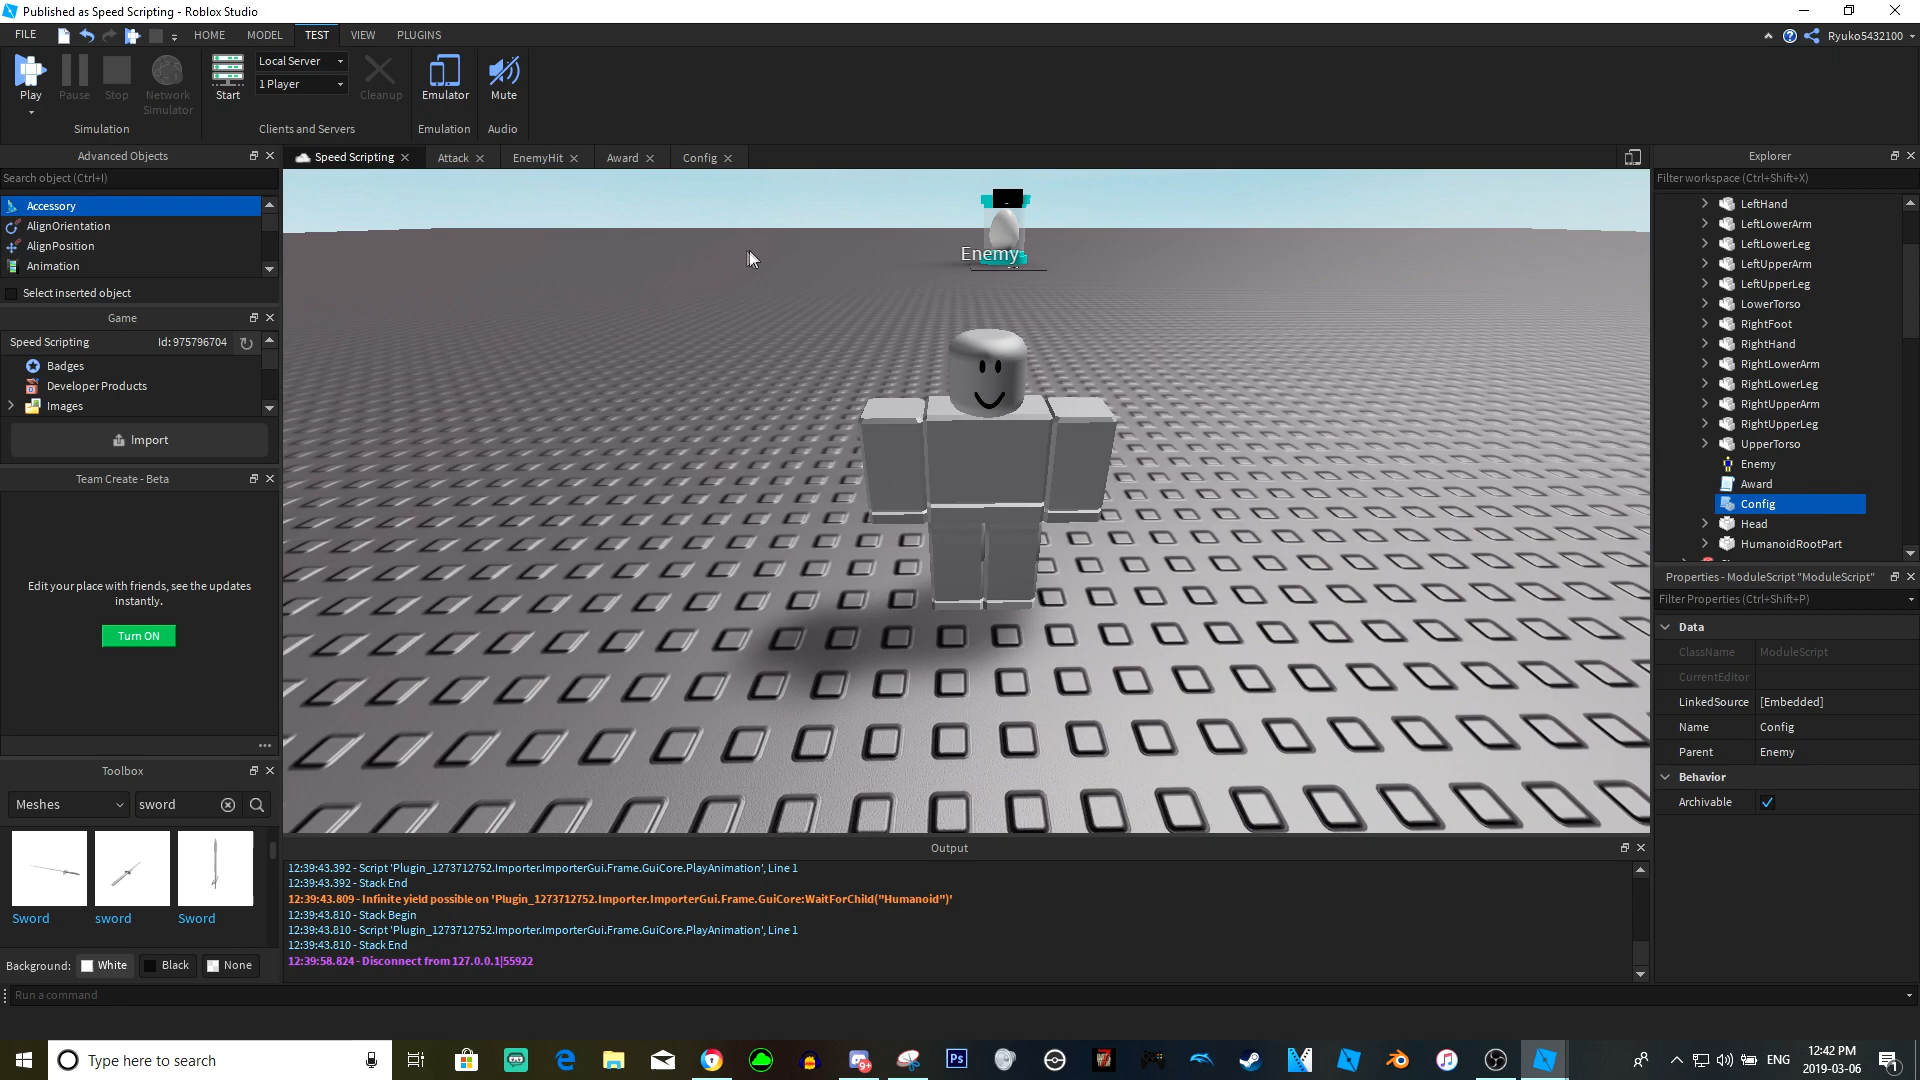 Published as Speed Scripting - Roblox Studio
FILE
HOME
MODEL
TEST
VIEW
PLUGINS
Ryuko5432100
Play
Pause
Stop
Network
Simulator
Start
Local Server
1 Player
Cleanup
Emulator
Mute
Simulation
Clients and Servers
Emulation
Audio
Advanced Objects
Search object (Ctrl+I)
Accessory
AlignOrientation
AlignPosition
Animation
Select inserted object
Game
Speed Scripting Id: 975796704
Badges
Developer Products
Images
Import
Team Create - Beta
Edit your place with friends, see the updates
instantly.
Turn ON
Toolbox
Meshes
sword
Sword
sword
Sword
Background: White Black None
Speed Scripting
Attack
EnemyHit
Award
Config
Enemy
Output
12:39:43.392 - Script 'Plugin_1273712752.Importer.ImporterGui.Frame.GuiCore.PlayAnimation', Line 1
12:39:43.392 - Stack End
12:39:43.809 - Infinite yield possible on 'Plugin_1273712752.Importer.ImporterGui.Frame.GuiCore:WaitForChild("Humanoid")'
12:39:43.810 - Stack Begin
12:39:43.810 - Script 'Plugin_1273712752.Importer.ImporterGui.Frame.GuiCore.PlayAnimation', Line 1
12:39:43.810 - Stack End
12:39:58.824 - Disconnect from 127.0.0.1|55922
Explorer
Filter workspace (Ctrl+Shift+X)
LeftHand
LeftLowerArm
LeftLowerLeg
LeftUpperArm
LeftUpperLeg
LowerTorso
RightFoot
RightHand
RightLowerArm
RightLowerLeg
RightUpperArm
RightUpperLeg
UpperTorso
Enemy
Award
Config
Head
HumanoidRootPart
Properties - ModuleScript "ModuleScript"
Filter Properties (Ctrl+Shift+P)
Data
ClassName ModuleScript
CurrentEditor
LinkedSource [Embedded]
Name Config
Parent Enemy
Behavior
Archivable
Run a command
Type here to search
Ps
9+
ENG
12:42 PM
2019-03-06
1